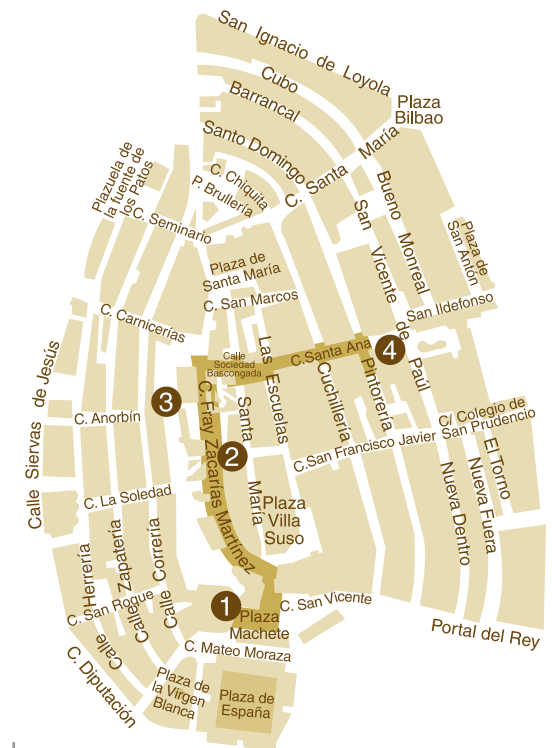 San Ignacio de Loyola
Cubo
Barrancal
Plaza
Bilbao
Santo Domingo
C. Santa María
Plazuela de
la fuente de
los Patos
C. Chiquita
P. Brullería
C. Seminario
Bueno Monreal
San Vicente de Paúl
Plaza de
San Antón
Plaza de
Santa María
C. San Marcos
San Ildefonso
C. Carnicerías
Calle
Sociedad
Bascongada
C.Santa Ana
4
Las Escuelas
Calle Siervas de Jesús
3
C. Anorbín
C. Fray Zacarías Martínez
Santa María
Cuchillería
Pintorería
C/ Colegio de
San Prudencio
2
C.San Francisco Javier
El Torno
Nueva Fuera
Nueva Dentro
C. La Soledad
Plaza
Villa
Suso
Calle Herrería
Calle Zapatería
Calle Correría
C. San Roque
1
C. San Vicente
Plaza
Machete
Portal del Rey
C. Mateo Moraza
C. Diputación
Plaza de
la Virgen
Blanca
Plaza de
España